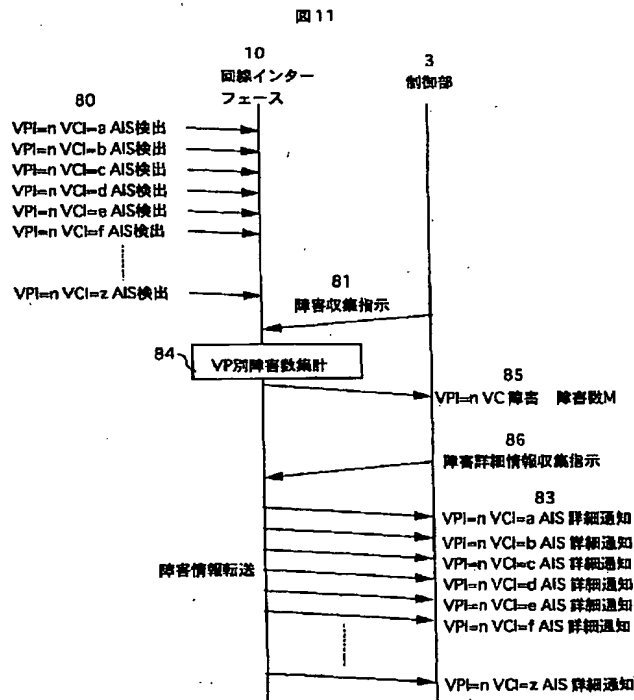 図11
10
回線インター
フェース
3
制御部
80
VPI=n VCI=a AIS検出
VPI=n VCI=b AIS検出
VPI=n VCI=c AIS検出
VPI=n VCI=d AIS検出
VPI=n VCI=e AIS検出
VPI=n VCI=f AIS検出
VPI=n VCI=z AIS検出
81
障害収集指示
84
VP別障害数集計
85
VPI=n VC 障害 障害数M
86
障害詳細情報収集指示
83
VPI=n VCI=a AIS 詳細通知
VPI=n VCI=b AIS 詳細通知
VPI=n VCI=c AIS 詳細通知
障害情報転送
VPI=n VCI=d AIS 詳細通知
VPI=n VCI=e AIS 詳細通知
VPI=n VCI=f AIS 詳細通知
VPI=n VCI=z AIS 詳細通知